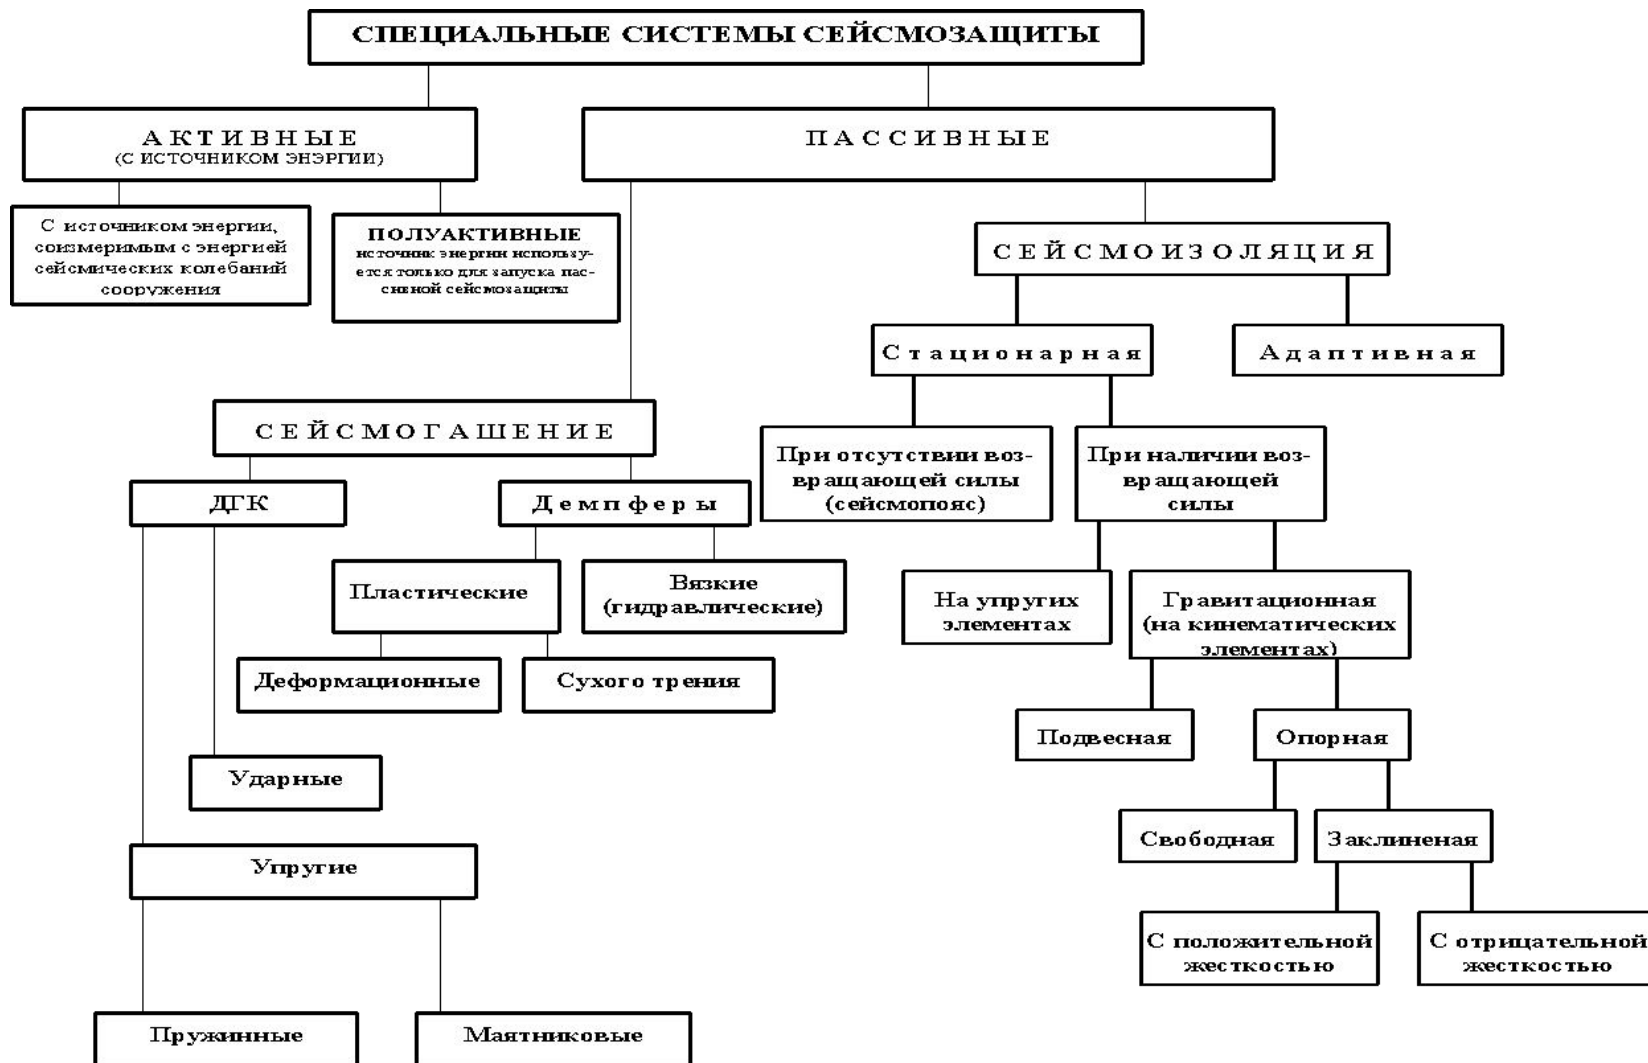 СПЕЦИАЛЬНЫЕ СИСТЕМЫ СЕЙСМОЗАЩИТЫ
АКТИВНЫЕ
(С ИСТОЧНИКОМ ЭНЭРГИИ)
ПАССИВНЫЕ
С источником энергии,
соизмеримым с энергией
сейсмических колебаний
сооружения
ПОЛУАКТИВНЫЕ
источник энергии использу-
ется только для запуска пас-
сивной сейсмозащиты
СЕЙСМОИЗОЛЯЦИЯ
Стационарная
Адаптивная
СЕЙСМОГАШЕНИЕ
При отсутствии воз-
вращающей силы
(сейсмопояс)
При наличии воз-
вращающей
силы
ДГК
Демпферы
Пластические
Вязкие
(гидравлические)
На упругих
элементах
Гравитационная
(на кинематических
элементах)
Деформационные
Сухого трения
Подвесная
Опорная
Ударные
Свободная
Заклиненая
Упругие
С положительной
жесткостью
С отрицательной
жесткостью
Пружинные
Маятниковые